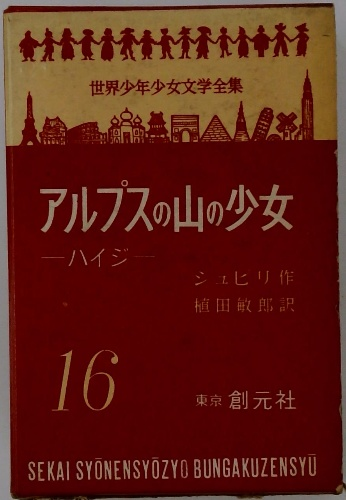 世界少年少女文学全集
アルプスの山の少女
―ハイジ―
シュピリ作
植田敏郎訳
16
東京 創元社
SEKAI SYŌNENSYŌZYO BUNGAKUZENSYŪ